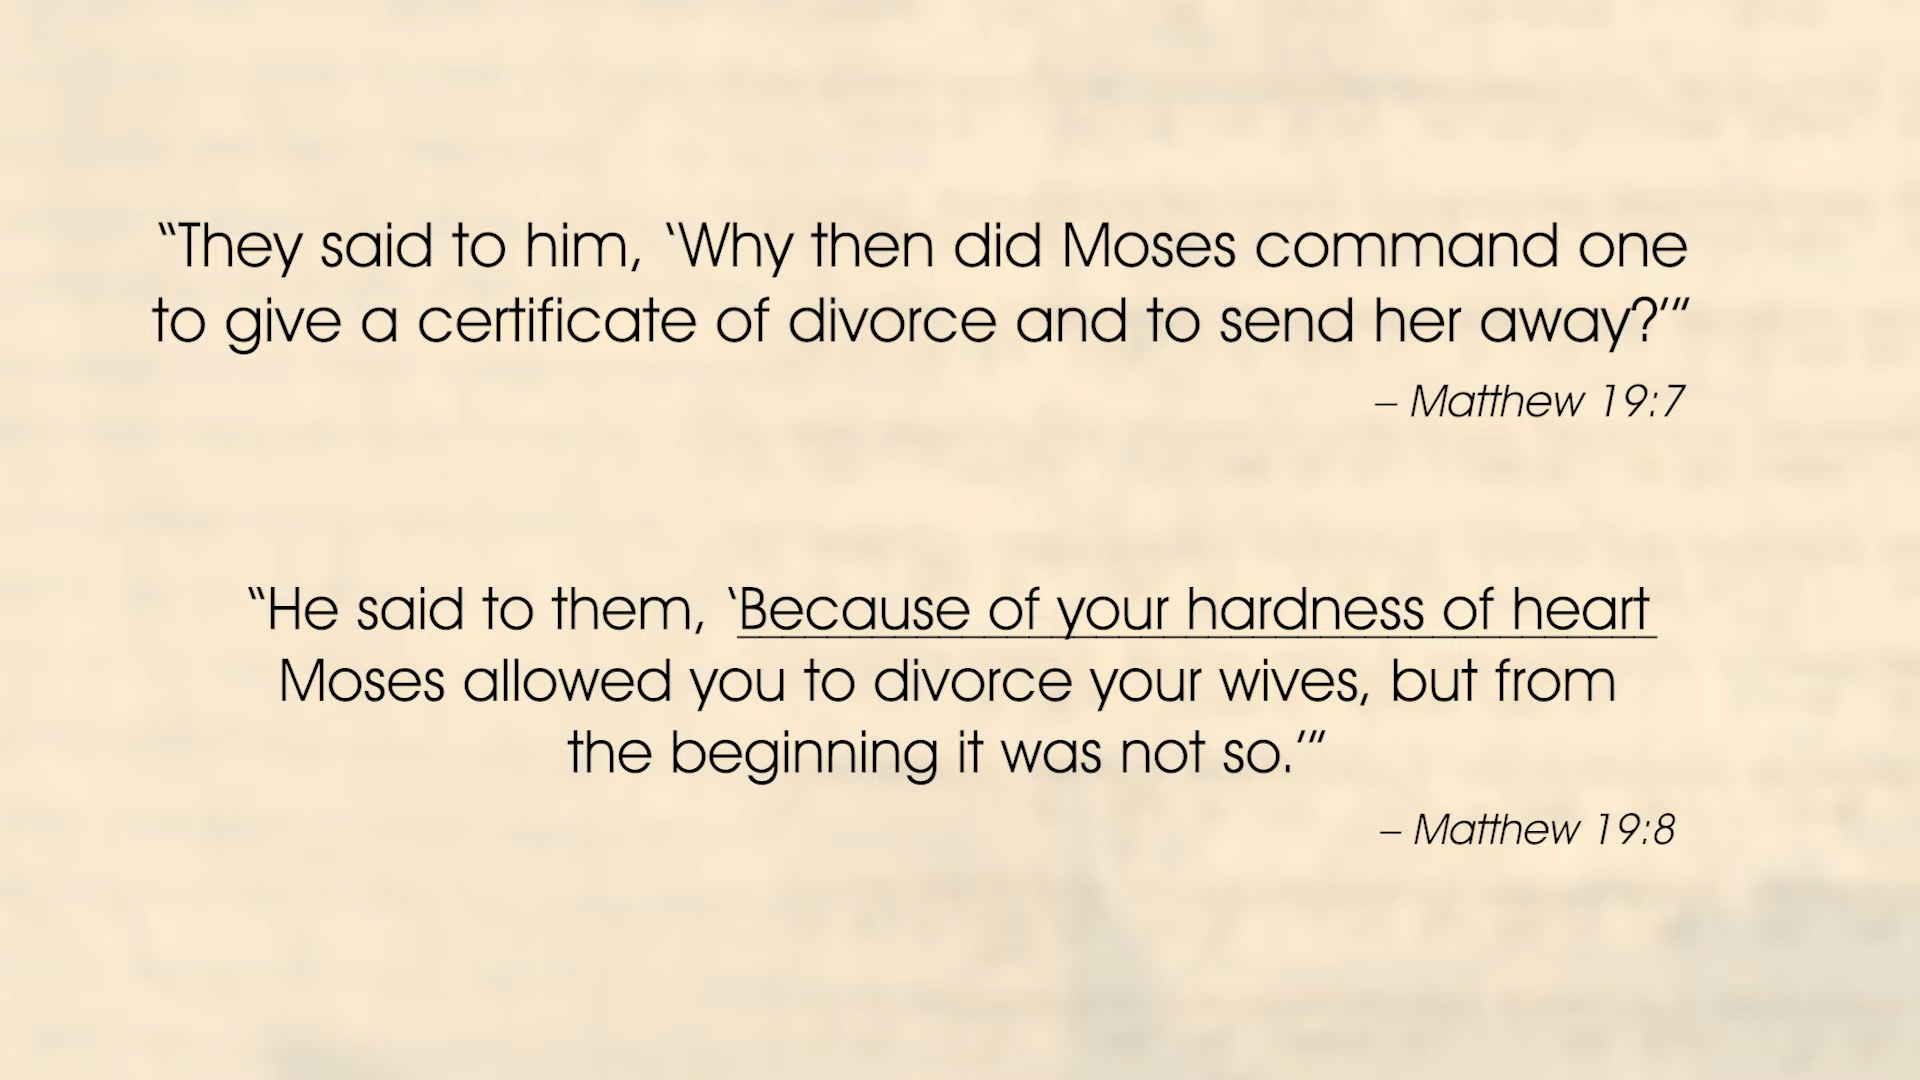 “They said to him, ‘Why then did Moses command one
to give a certificate of divorce and to send her away?’”
– Matthew 19:7
“He said to them, ‘Because of your hardness of heart
Moses allowed you to divorce your wives, but from
the beginning it was not so.’”
– Matthew 19:8